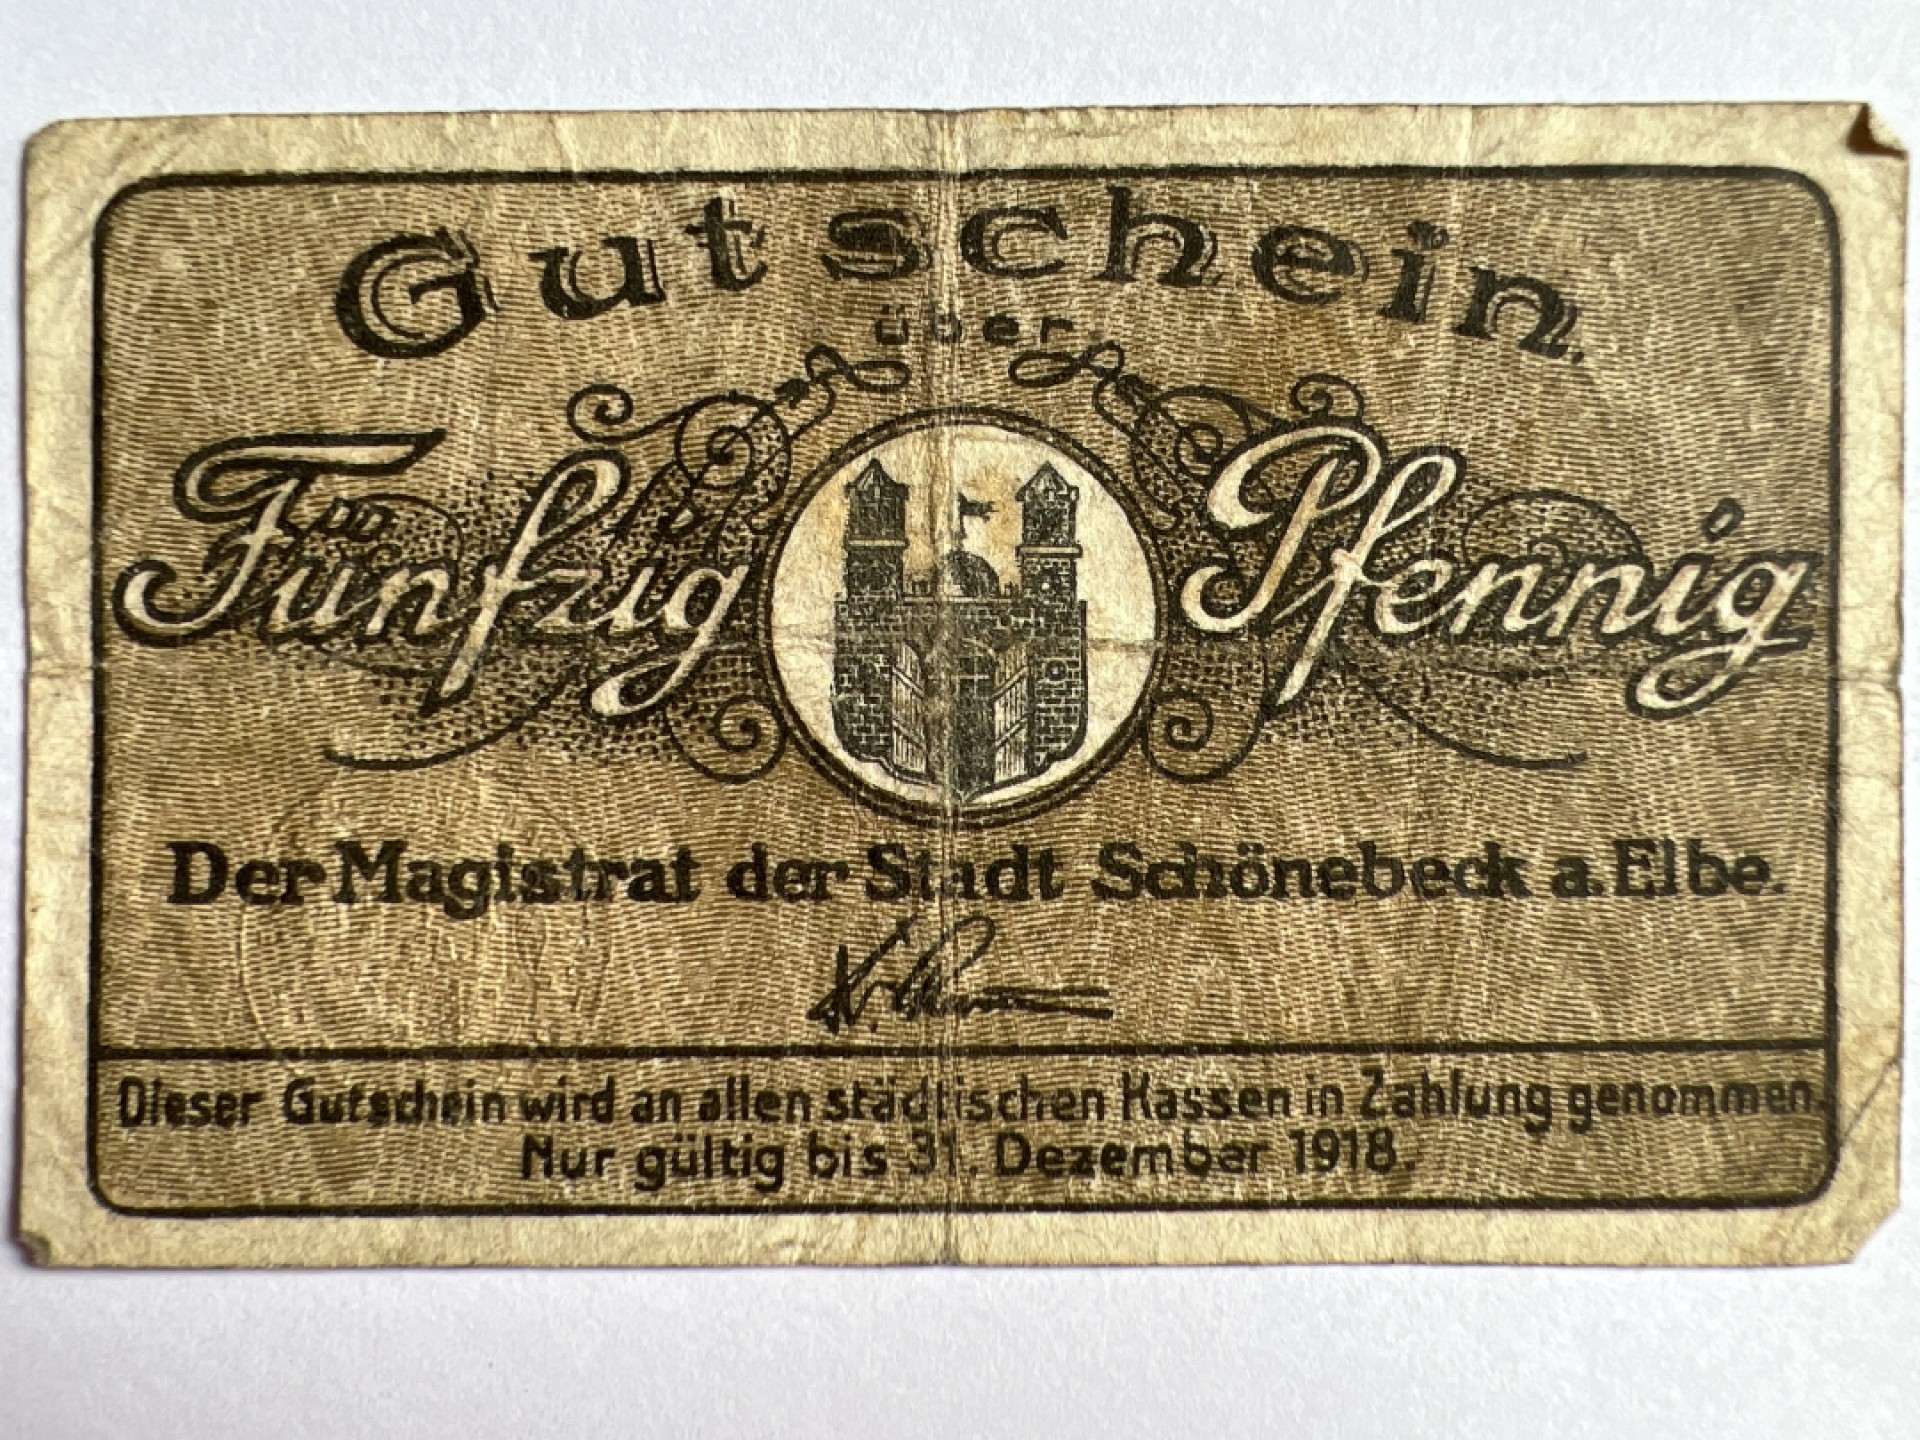 Gutschein.
über
Fünfzig Pfennig
Der Magistrat der Stadt Schönebeck a. Elbe.
Dieser Gutschein wird an allen städtischen Kassen in Zahlung genommen.
Nur gültig bis 31. Dezember 1918.